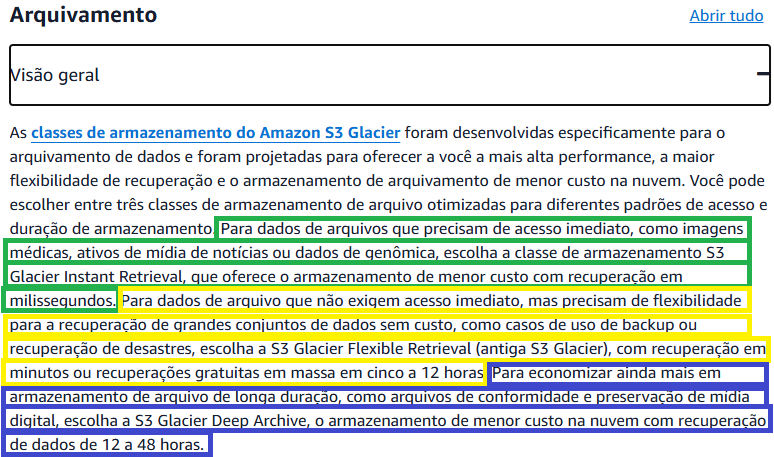 Arquivamento
Abrir tudo
Visão geral
As classes de armazenamento do Amazon S3 Glacier foram desenvolvidas especificamente para o
arquivamento de dados e foram projetadas para oferecer a você a mais alta performance, a maior
flexibilidade de recuperação e o armazenamento de arquivamento de menor custo na nuvem. Você pode
escolher entre três classes de armazenamento de arquivo otimizadas para diferentes padrões de acesso e
duração de armazenamento. Para dados de arquivos que precisam de acesso imediato, como imagens
médicas, ativos de mídia de notícias ou dados de genômica, escolha a classe de armazenamento S3
Glacier Instant Retrieval, que oferece o armazenamento de menor custo com recuperação em
milissegundos. Para dados de arquivo que não exigem acesso imediato, mas precisam de flexibilidade
para a recuperação de grandes conjuntos de dados sem custo, como casos de uso de backup ou
recuperação de desastres, escolha a S3 Glacier Flexible Retrieval (antiga S3 Glacier), com recuperação em
minutos ou recuperações gratuitas em massa em cinco a 12 horas. Para economizar ainda mais em
armazenamento de arquivo de longa duração, como arquivos de conformidade e preservação de mídia
digital, escolha a S3 Glacier Deep Archive, o armazenamento de menor custo na nuvem com recuperação
de dados de 12 a 48 horas.